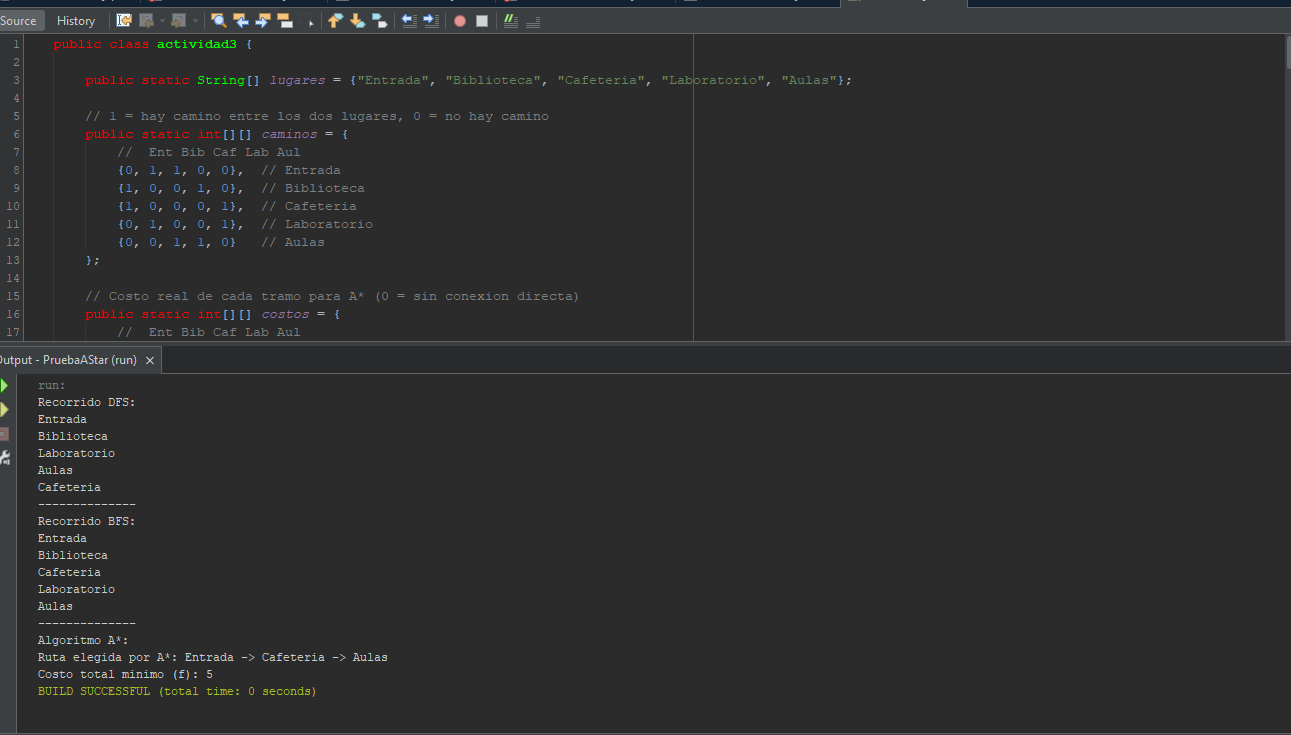 Source History
1 public class actividad3 {
2
3 public static String[] lugares = {"Entrada", "Biblioteca", "Cafeteria", "Laboratorio", "Aulas"};
4
5 // 1 = hay camino entre los dos lugares, 0 = no hay camino
6 public static int[][] caminos = {
7 // Ent Bib Caf Lab Aul
8 {0, 1, 1, 0, 0}, // Entrada
9 {1, 0, 0, 1, 0}, // Biblioteca
10 {1, 0, 0, 0, 1}, // Cafeteria
11 {0, 1, 0, 0, 1}, // Laboratorio
12 {0, 0, 1, 1, 0} // Aulas
13 };
14
15 // Costo real de cada tramo para A* (0 = sin conexion directa)
16 public static int[][] costos = {
17 // Ent Bib Caf Lab Aul
Output - PruebaAStar (run)
run:
Recorrido DFS:
Entrada
Biblioteca
Laboratorio
Aulas
Cafeteria
--------------
Recorrido BFS:
Entrada
Biblioteca
Cafeteria
Laboratorio
Aulas
--------------
Algoritmo A*:
Ruta elegida por A*: Entrada -> Cafeteria -> Aulas
Costo total minimo (f): 5
BUILD SUCCESSFUL (total time: 0 seconds)